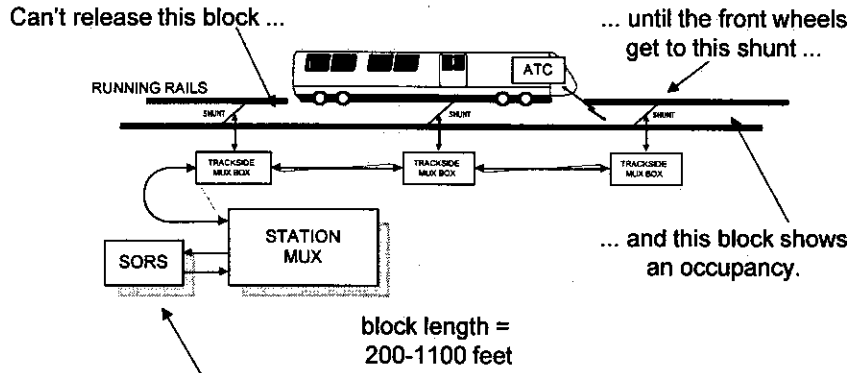 Can't release this block ...
... until the front wheels
get to this shunt ...
ATC
RUNNING RAILS
SHUNT
SHUNT
SHUNT
TRACKSIDE
MUX BOX
TRACKSIDE
MUX BOX
TRACKSIDE
MUX BOX
STATION
MUX
SORS
... and this block shows
an occupancy.
block length =
200-1100 feet